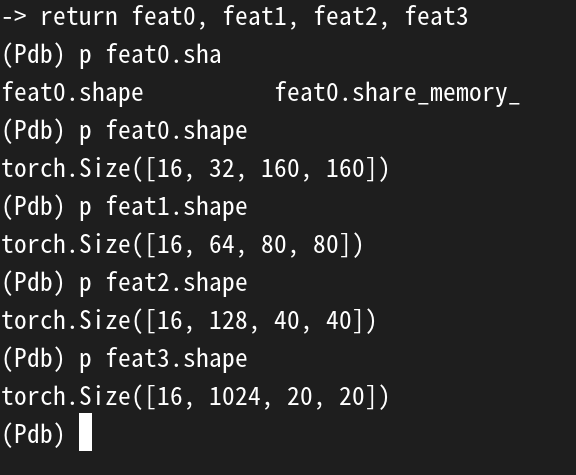 -> return feat0, feat1, feat2, feat3
(Pdb) p feat0.sha
feat0.shape          feat0.share_memory_
(Pdb) p feat0.shape
torch.Size([16, 32, 160, 160])
(Pdb) p feat1.shape
torch.Size([16, 64, 80, 80])
(Pdb) p feat2.shape
torch.Size([16, 128, 40, 40])
(Pdb) p feat3.shape
torch.Size([16, 1024, 20, 20])
(Pdb)